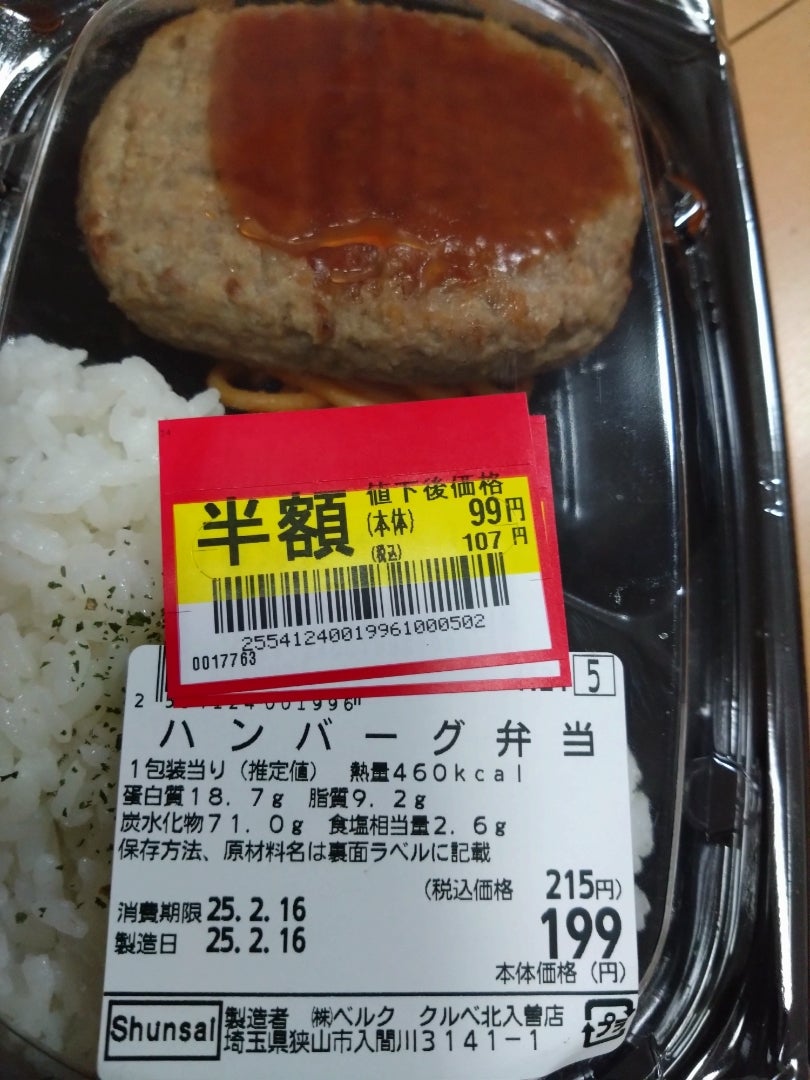 半額 値下後価格
(本体) 99円
(税込) 107円
2554124001996​1000502
0017763
5
ハンバーグ弁当
1包装当り(推定値) 熱量460kcal
蛋白質18.7g 脂質9.2g
炭水化物71.0g 食塩相当量2.6g
保存方法、原材料名は裏面ラベルに記載
(税込価格 215円)
消費期限 25.2.16
製造日 25.2.16
199
本体価格(円)
Shunsai 製造者 ㈱ベルク クルベ北入曽店
埼玉県狭山市入間川3141-1
プラ